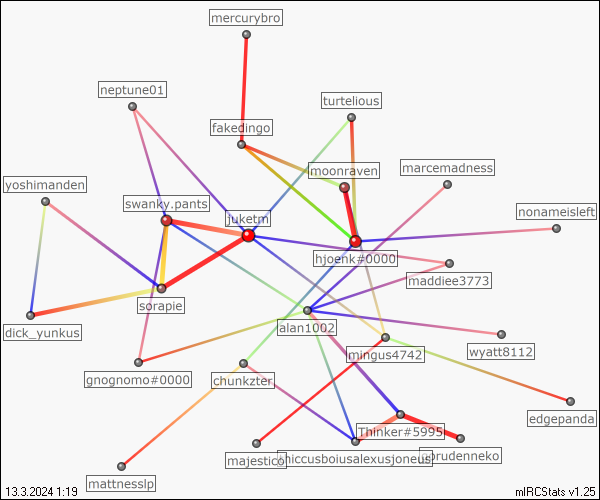 mercurybro
neptune01
turtelious
fakedingo
moonraven
marcemadness
yoshimanden
swanky.pants
juketm
nonameisleft
hjoenk#0000
maddiee3773
sorapie
alan1002
dick_yunkus
mingus4742
wyatt8112
gnognomo#0000
chunkzter
edgepanda
Thinker#5995
majestico
hiccusboiusalexusjoneus
prudenneko
mattnesslp
13.3.2024 1:19
mIRCStats v1.25